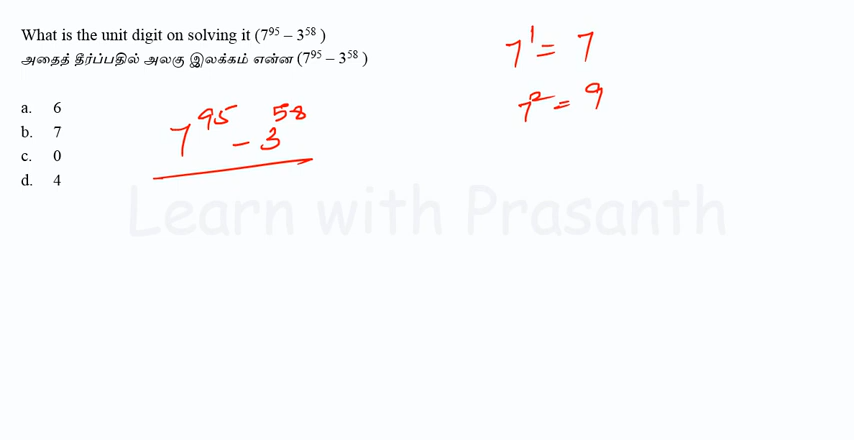 What is the unit digit on solving it (7⁹⁵ – 3⁵⁸ )
அதைத் தீர்ப்பதில் அலகு இலக்கம் என்ன (7⁹⁵ – 3⁵⁸ )
a. 6
b. 7
c. 0
d. 4
7⁹⁵ – 3⁵⁸
7¹ = 7
7² = 9
Learn with Prasanth